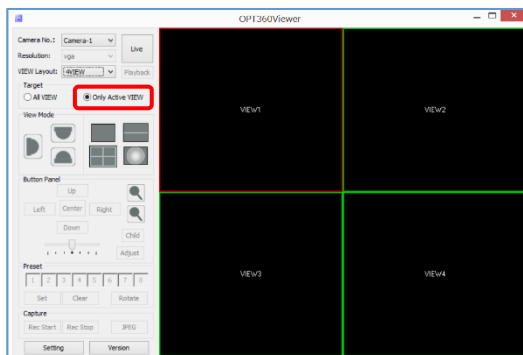 OPT360Viewer
Camera No.: Camera-1
Resolution: vga
Live
VIEW Layout: 4VIEW
Playback
Target
All VIEW Only Active VIEW
View Mode
Button Panel
Up
Left Center Right
Down
Child
Adjust
Preset
1 2 3 4 5 6 7 8
Set Clear Rotate
Capture
Rec Start Rec Stop JPEG
Setting Version
VIEW1 VIEW2
VIEW3 VIEW4